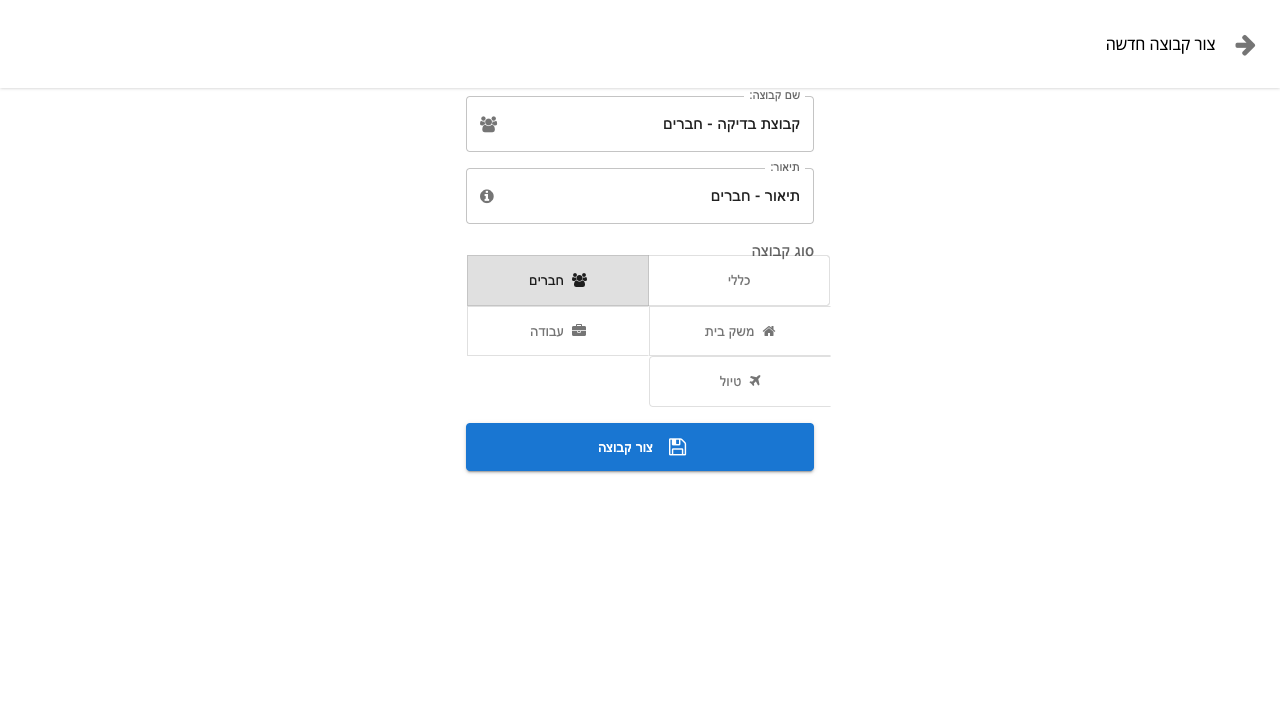 צור קבוצה חדשה
שם קבוצה:
קבוצת בדיקה - חברים
תיאור:
תיאור - חברים
סוג קבוצה
כללי
חברים
משק בית
עבודה
טיול
צור קבוצה